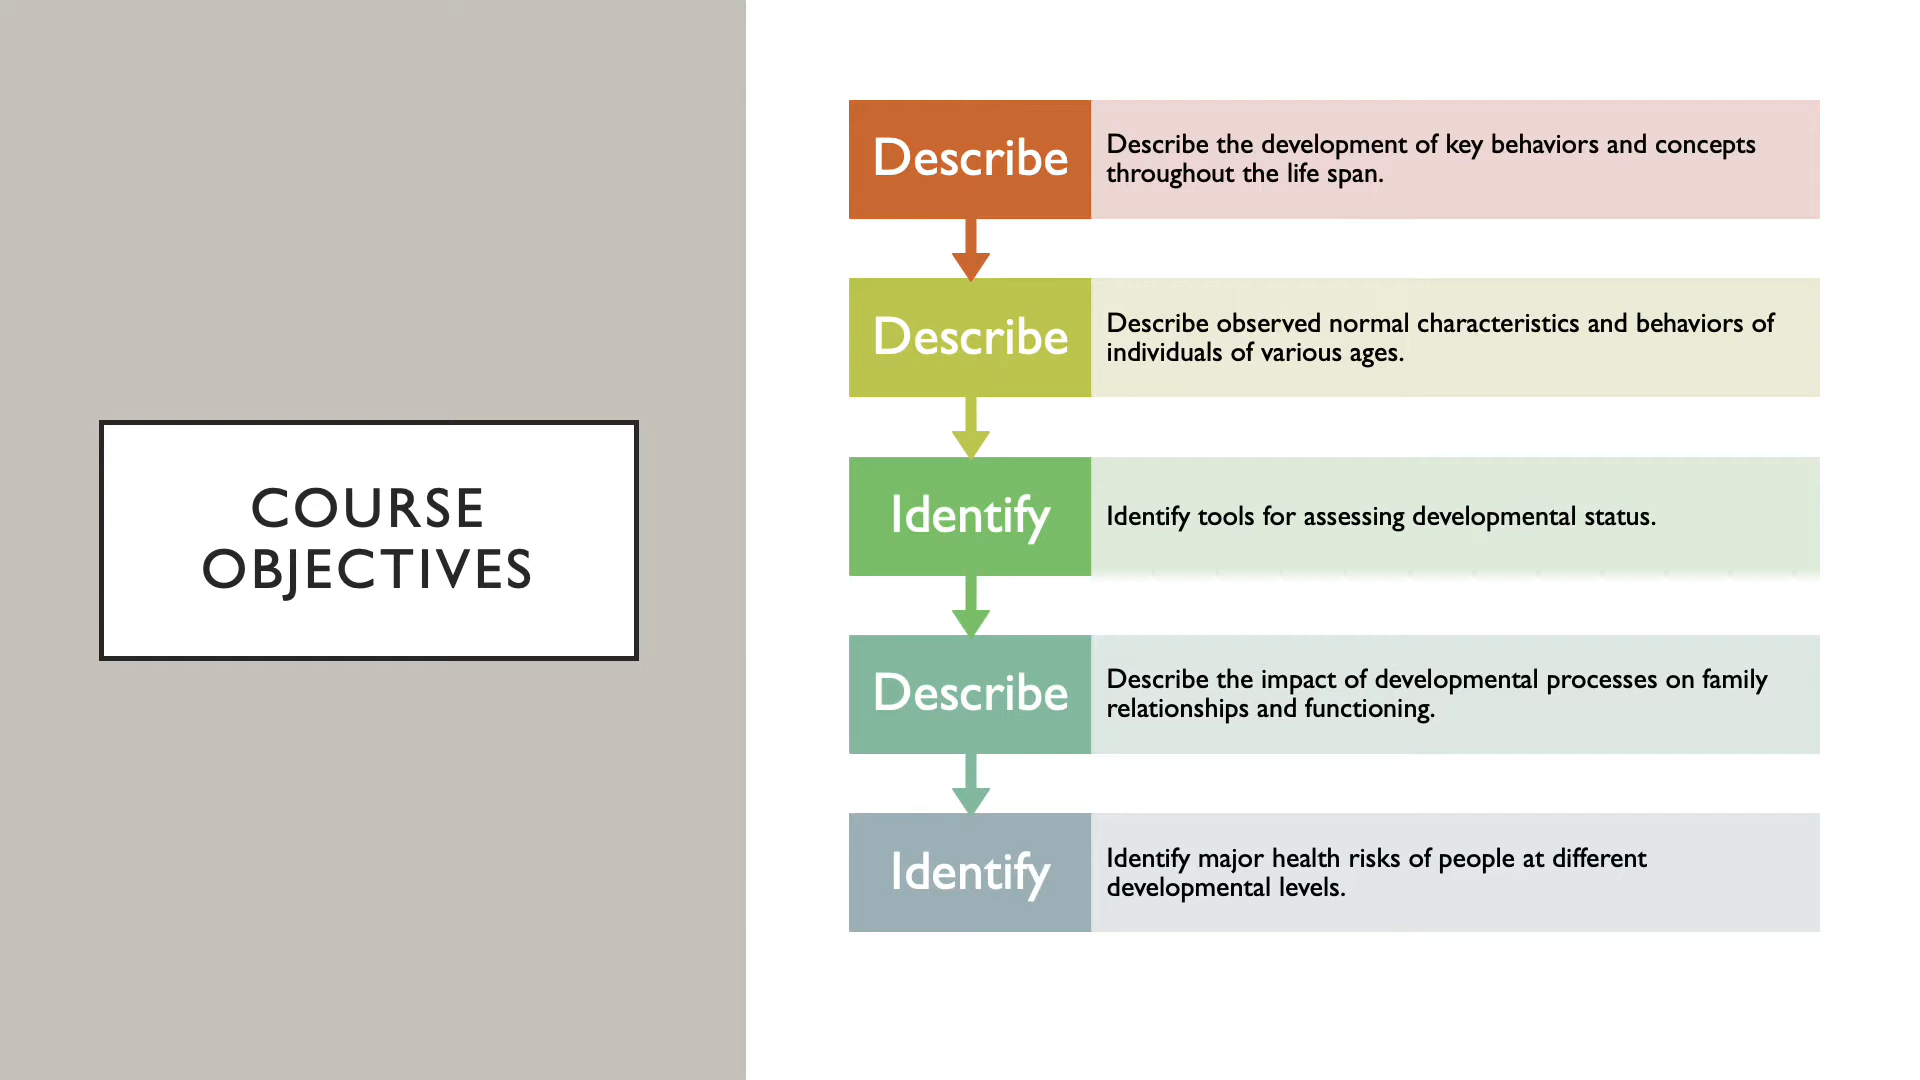 COURSE
OBJECTIVES
Describe
Describe the development of key behaviors and concepts
throughout the life span.
Describe
Describe observed normal characteristics and behaviors of
individuals of various ages.
Identify
Identify tools for assessing developmental status.
Describe
Describe the impact of developmental processes on family
relationships and functioning.
Identify
Identify major health risks of people at different
developmental levels.